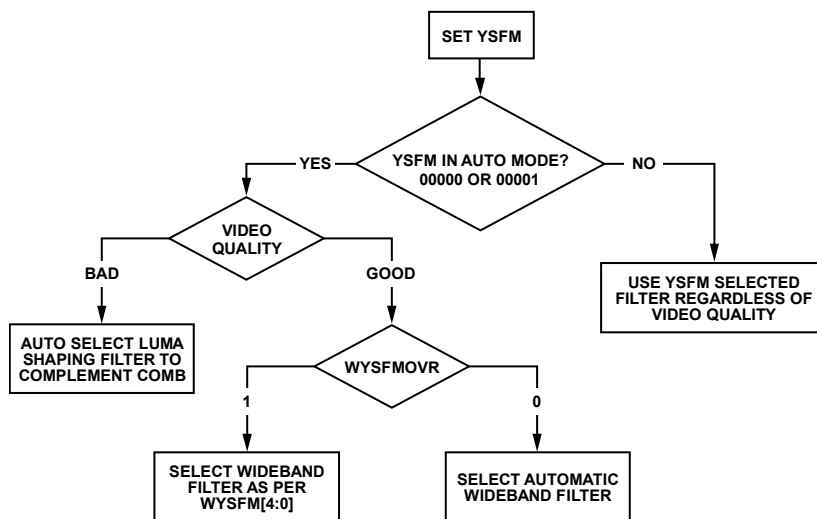 SET YSFM
YSFM IN AUTO MODE?
00000 OR 00001
YES
NO
VIDEO
QUALITY
BAD
GOOD
USE YSFM SELECTED
FILTER REGARDLESS OF
VIDEO QUALITY
AUTO SELECT LUMA
SHAPING FILTER TO
COMPLEMENT COMB
WYSFMOVR
1
0
SELECT WIDEBAND
FILTER AS PER
WYSFM[4:0]
SELECT AUTOMATIC
WIDEBAND FILTER